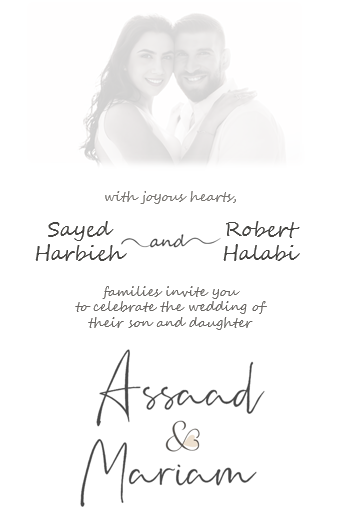 with joyous hearts,
Sayed Harbieh and Robert Halabi
families invite you
to celebrate the wedding of
their son and daughter
Assaad
&
Mariam